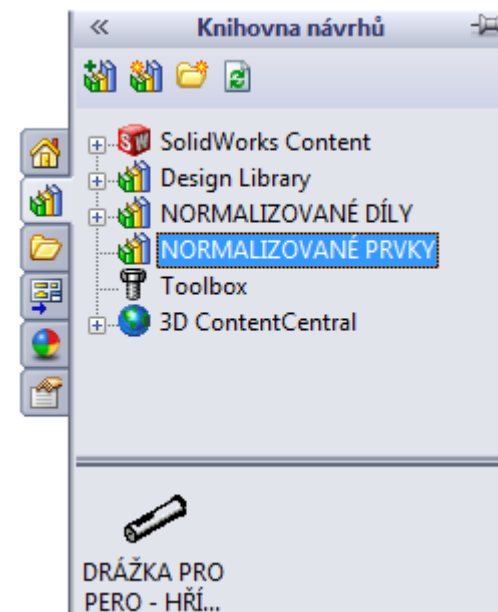 Knihovna návrhů
SolidWorks Content
Design Library
NORMALIZOVANÉ DÍLY
NORMALIZOVANÉ PRVKY
Toolbox
3D ContentCentral
DRÁŽKA PRO
PERO - HŘÍ...